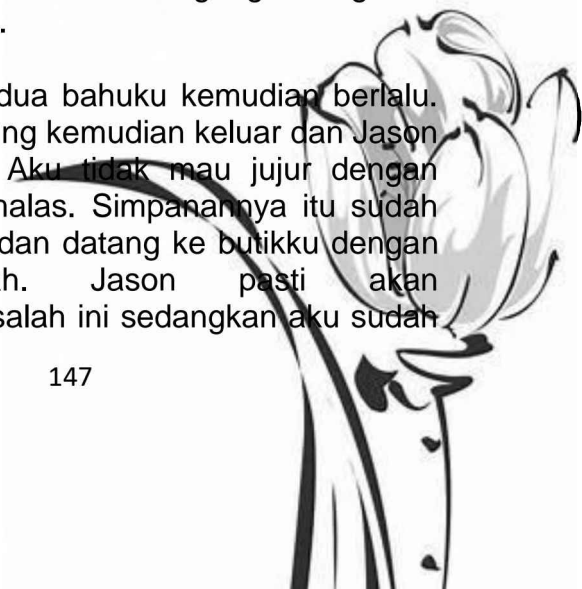 .
dua bahuku kemudian berlalu.
ng kemudian keluar dan Jason
Aku tidak mau jujur dengan
nalas. Simpanannya itu sudah
dan datang ke butikku dengan
h. Jason pasti akan
salah ini sedangkan aku sudah
147